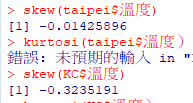 > skew(taipei$溫度)
[1] -0.01425896
> kurtosi(taipei$溫度)
錯誤: 未預期的輸入 in "
> skew(KC$溫度)
[1] -0.3235191